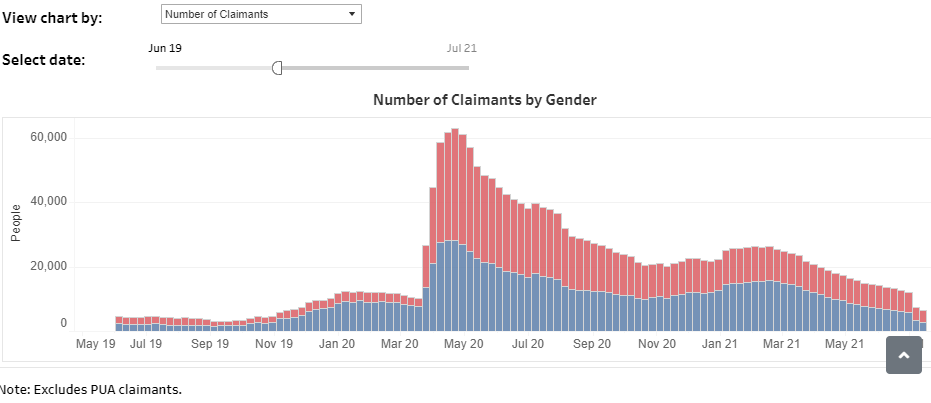 View chart by:
Number of Claimants
Jun 19
Jul 21
Select date:
Number of Claimants by Gender
60,000
40,000
20,000
0
People
May 19 Jul 19 Sep 19 Nov 19 Jan 20 Mar 20 May 20 Jul 20 Sep 20 Nov 20 Jan 21 Mar 21 May 21
Note: Excludes PUA claimants.